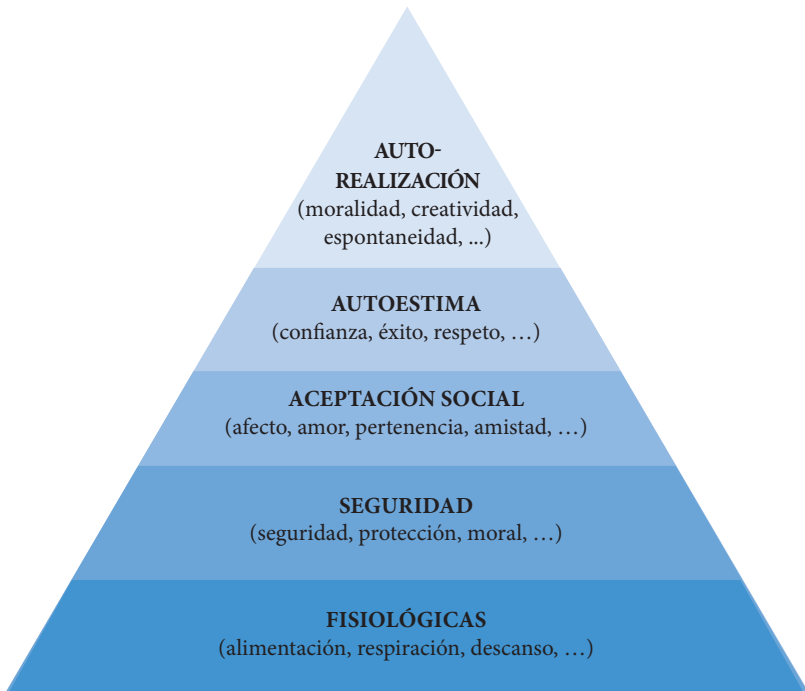 AUTO-
REALIZACIÓN
(moralidad, creatividad,
espontaneidad, ...)
AUTOESTIMA
(confianza, éxito, respeto, …)
ACEPTACIÓN SOCIAL
(afecto, amor, pertenencia, amistad, …)
SEGURIDAD
(seguridad, protección, moral, …)
FISIOLÓGICAS
(alimentación, respiración, descanso, …)